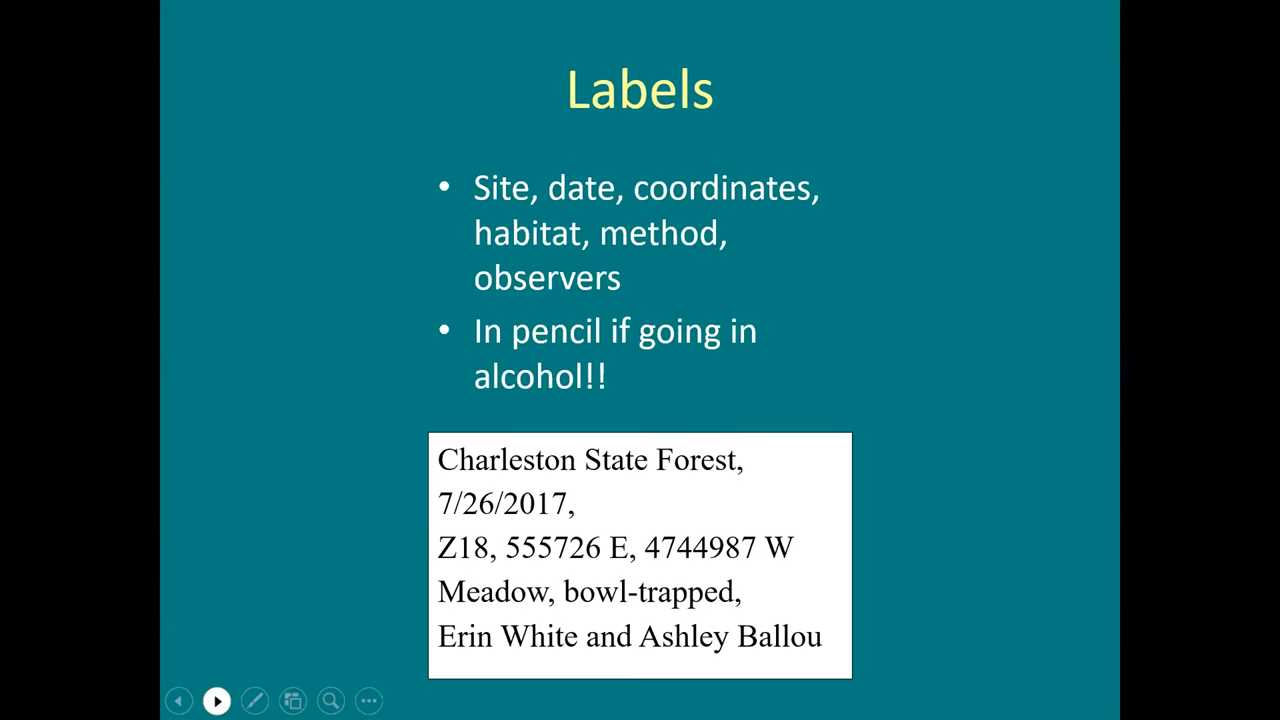 Labels
• Site, date, coordinates,
habitat, method,
observers
• In pencil if going in
alcohol!!
Charleston State Forest,
7/26/2017,
Z18, 555726 E, 4744987 W
Meadow, bowl-trapped,
Erin White and Ashley Ballou